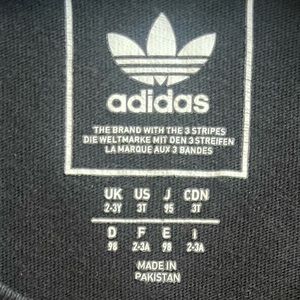 adidas
THE BRAND WITH THE 3 STRIPES
DIE WELTMARKE MIT DEN 3 STREIFEN
LA MARQUE AUX 3 BANDES
UK US J CDN
2-3Y 3T 95 3T
D F E I
98 2-3A 98 2-3A
MADE IN
PAKISTAN